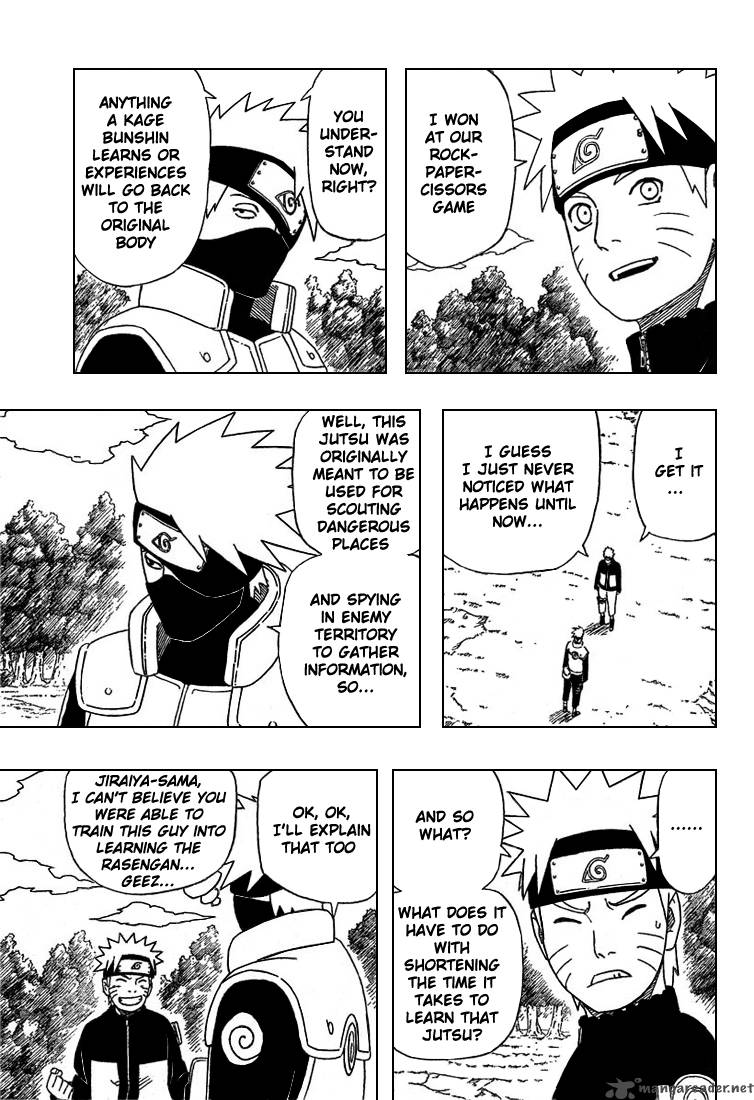 I WON
AT OUR
ROCK-
PAPER-
CISSORS
GAME
YOU
UNDER-
STAND
NOW,
RIGHT?
ANYTHING
A KAGE
BUNSHIN
LEARNS OR
EXPERIENCES
WILL GO BACK
TO THE
ORIGINAL
BODY
I
GET IT
...
I GUESS
I JUST NEVER
NOTICED WHAT
HAPPENS UNTIL
NOW...
WELL, THIS
JUTSU WAS
ORIGINALLY
MEANT TO BE
USED FOR
SCOUTING
DANGEROUS
PLACES
AND SPYING
IN ENEMY
TERRITORY
TO GATHER
INFORMATION,
SO...
......
AND SO
WHAT?
WHAT DOES IT
HAVE TO DO
WITH
SHORTENING
THE TIME IT
TAKES TO
LEARN THAT
JUTSU?
OK, OK,
I'LL EXPLAIN
THAT TOO
JIRAIYA-SAMA,
I CAN'T BELIEVE YOU
WERE ABLE TO
TRAIN THIS GUY INTO
LEARNING THE
RASENGAN...
GEEZ...
mangareader.net